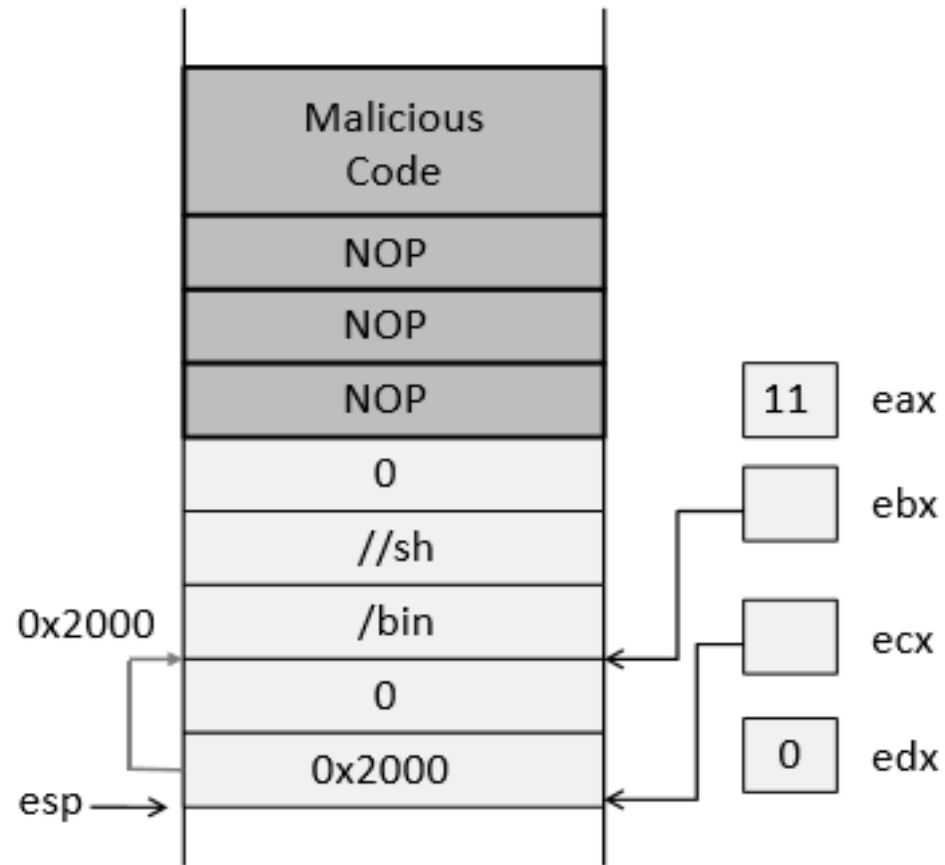 Malicious
Code
NOP
NOP
NOP
0
//sh
/bin
0
0x2000
0x2000
esp
11 eax
ebx
ecx
0 edx